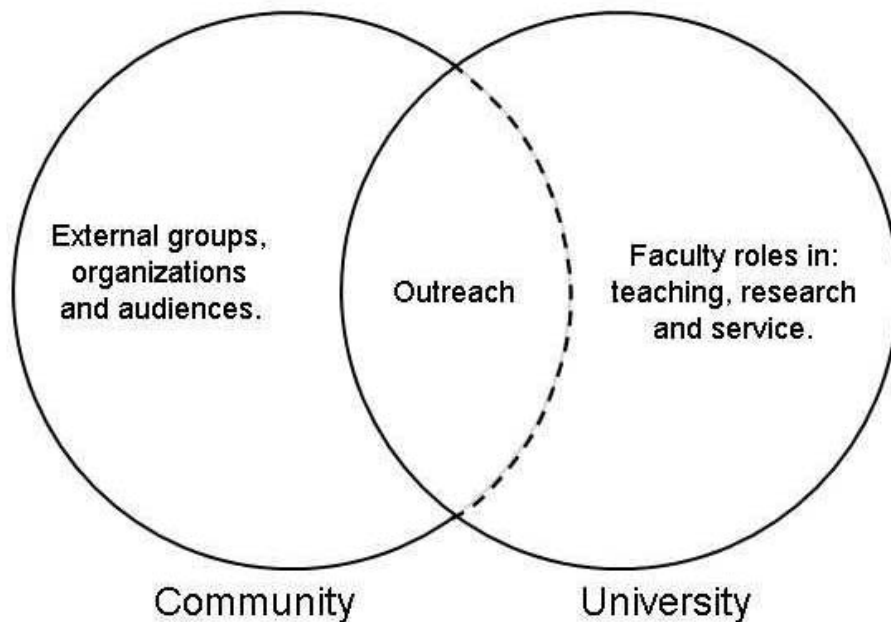 External groups,
organizations
and audiences.
Outreach
Faculty roles in:
teaching, research
and service.
Community
University